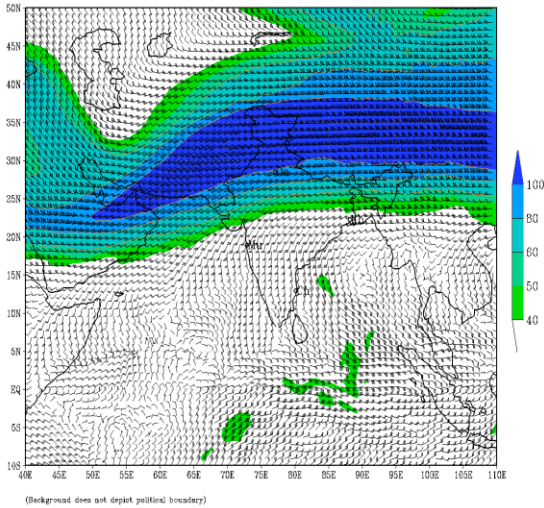 50N
45N
40N
35N
30N
25N
20N
15N
10N
5N
EQ
5S
10S
40E 45E 50E 55E 60E 65E 70E 75E 80E 85E 90E 95E 100E 105E 110E
Mu
100
80
60
50
40
(Background does not depict political boundary)